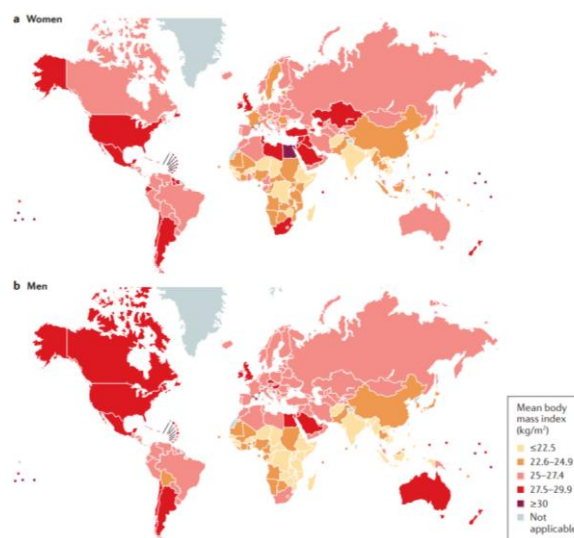 a Women
b Men
Mean body
mass index
(kg/m²)
≤22.5
22.6–24.9
25–27.4
27.5–29.9
≥30
Not
applicable